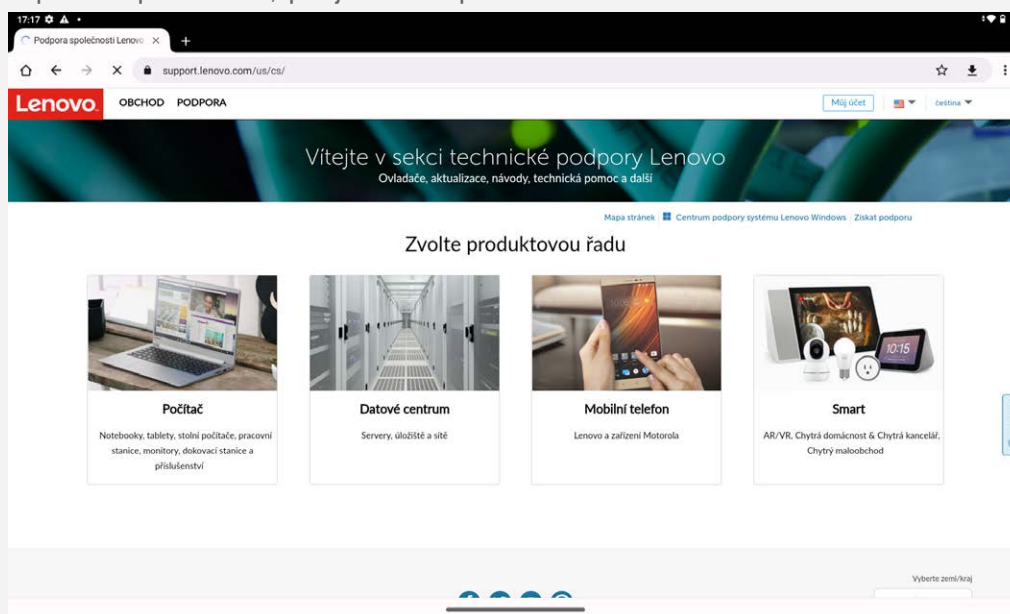 17:17
Podpora společnosti Lenovo
support.lenovo.com/us/cs/
Lenovo
OBCHOD PODPORA
Můj účet
čeština
Vítejte v sekci technické podpory Lenovo
Ovladače, aktualizace, návody, technická pomoc a další
Mapa stránek
Centrum podpory systému Lenovo Windows
Získat podporu
Zvolte produktovou řadu
10:15
Počítač
Notebooky, tablety, stolní počítače, pracovní
stanice, monitory, dokovací stanice a
příslušenství
Datové centrum
Servery, úložiště a sítě
Mobilní telefon
Lenovo a zařízení Motorola
Smart
AR/VR, Chytrá domácnost & Chytrá kancelář,
Chytrý maloobchod
Vyberte zemi/kraj